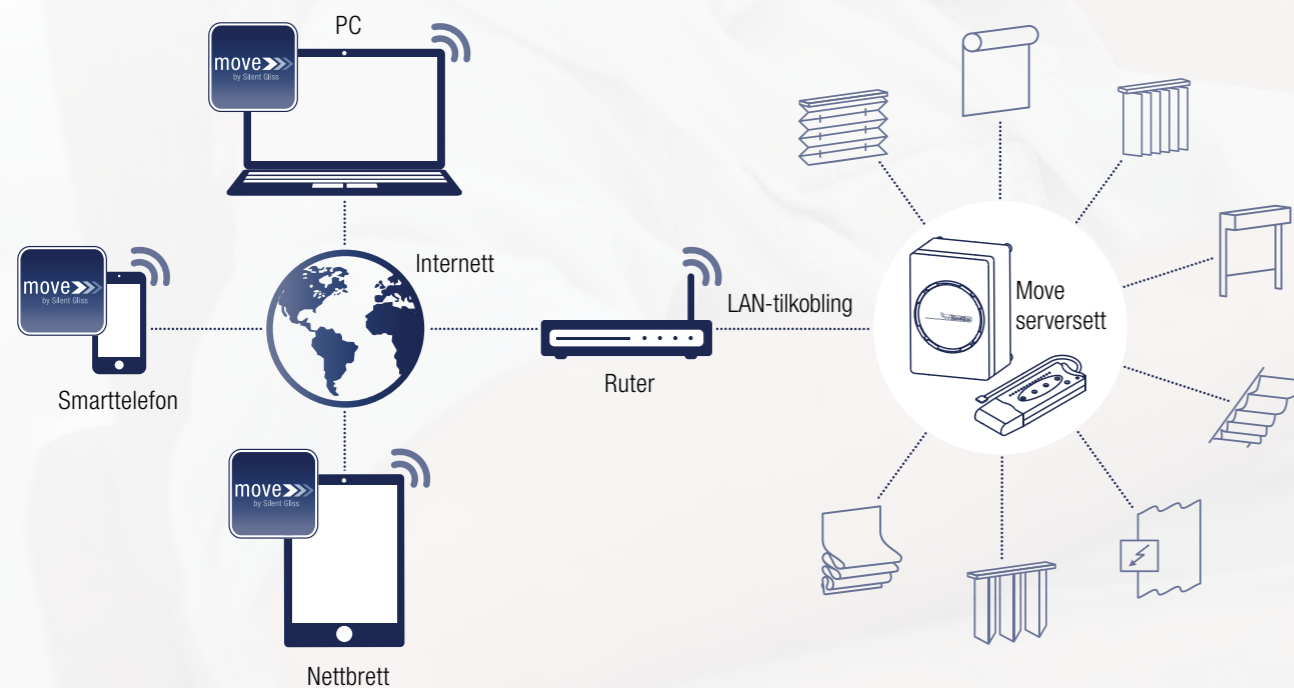 PC
move
by Silent Gliss
Internett
move
by Silent Gliss
LAN-tilkobling
Move
serversett
Ruter
Smarttelefon
move
by Silent Gliss
Nettbrett